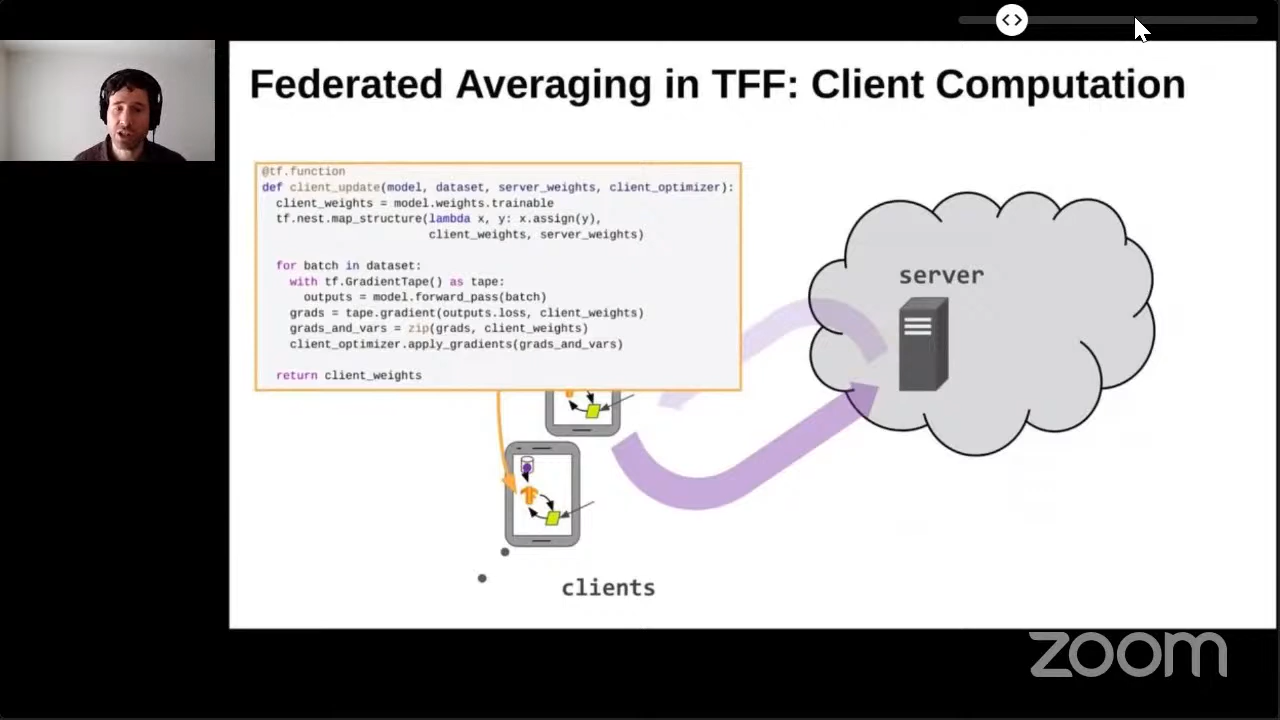 Federated Averaging in TFF: Client Computation
@tf.function
def client_update(model, dataset, server_weights, client_optimizer):
  client_weights = model.weights.trainable
  tf.nest.map_structure(lambda x, y: x.assign(y),
                        client_weights, server_weights)
  for batch in dataset:
    with tf.GradientTape() as tape:
      outputs = model.forward_pass(batch)
    grads = tape.gradient(outputs.loss, client_weights)
    grads_and_vars = zip(grads, client_weights)
    client_optimizer.apply_gradients(grads_and_vars)
  return client_weights
server
clients
zoom